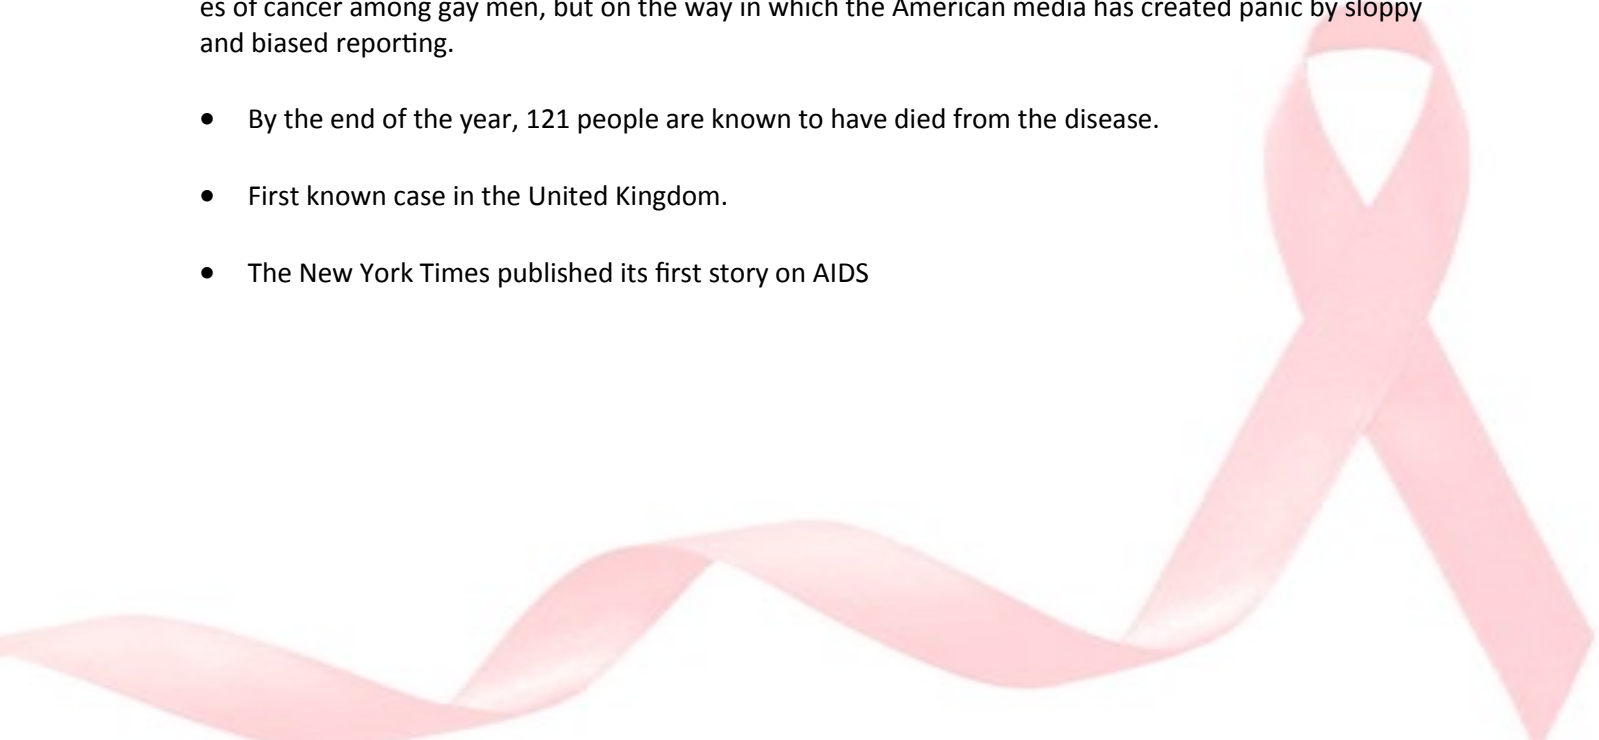 es of cancer among gay men, but on the way in which the American media has created panic by sloppy
and biased reporting.
• By the end of the year, 121 people are known to have died from the disease.
• First known case in the United Kingdom.
• The New York Times published its first story on AIDS